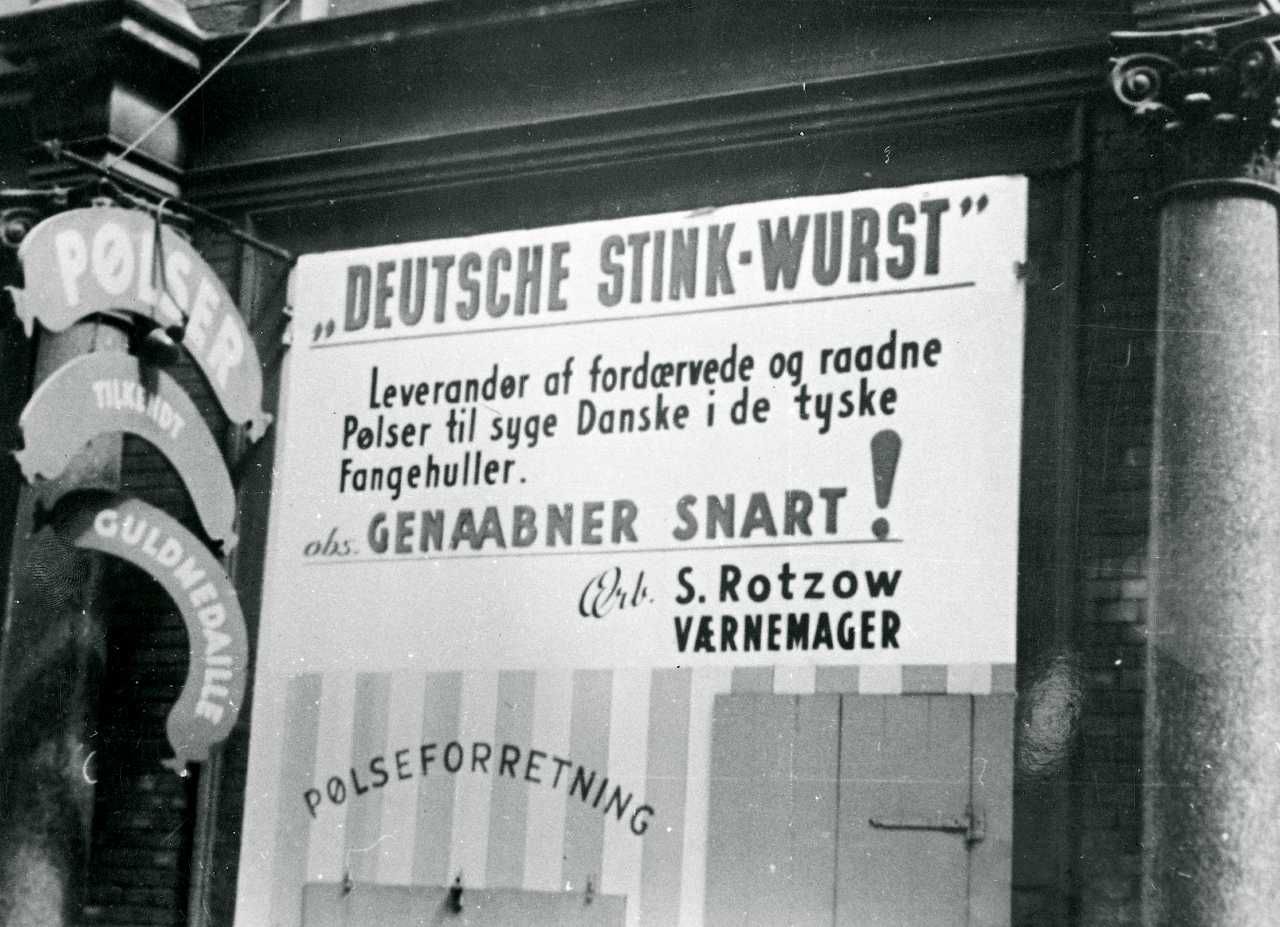 PØLSER
TILKENDT
GULDMEDAILLE
„DEUTSCHE STINK-WURST”
Leverandør af fordærvede og raadne
Pølser til syge Danske i de tyske
Fangehuller.
obs. GENAABNER SNART!
Ærb. S. Rotzow
VÆRNEMAGER
PØLSEFORRETNING